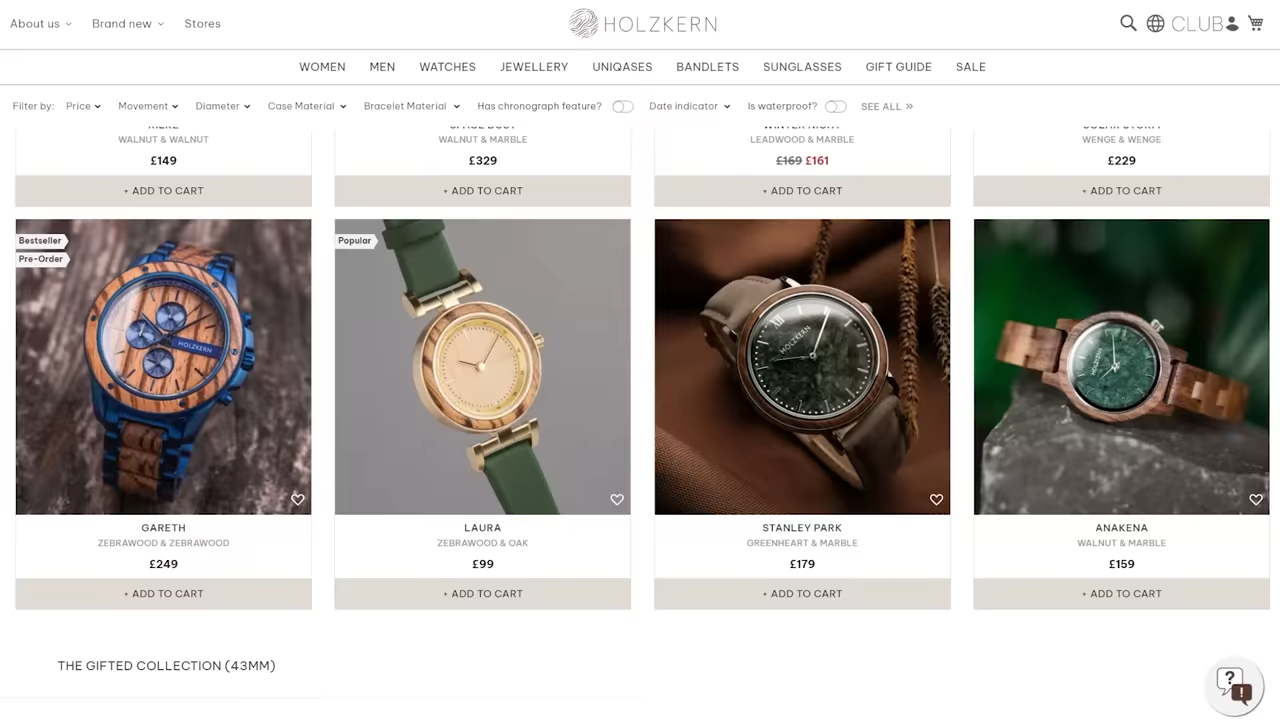 About us
Brand new
Stores
HOLZKERN
CLUB
WOMEN
MEN
WATCHES
JEWELLERY
UNIQASES
BANDLETS
SUNGLASSES
GIFT GUIDE
SALE
Filter by:
Price
Movement
Diameter
Case Material
Bracelet Material
Has chronograph feature?
Date indicator
Is waterproof?
SEE ALL »
WALNUT & WALNUT
£149
+ ADD TO CART
WALNUT & MARBLE
£329
+ ADD TO CART
WINTER NIGHT
LEADWOOD & MARBLE
£169 £161
+ ADD TO CART
WENGE & WENGE
£229
+ ADD TO CART
Bestseller
Pre-Order
HOLZKERN
GARETH
ZEBRAWOOD & ZEBRAWOOD
£249
+ ADD TO CART
Popular
LAURA
ZEBRAWOOD & OAK
£99
+ ADD TO CART
XII
HOLZKERN
STANLEY PARK
GREENHEART & MARBLE
£179
+ ADD TO CART
HOLZKERN
ANAKENA
WALNUT & MARBLE
£159
+ ADD TO CART
THE GIFTED COLLECTION (43MM)
?
!